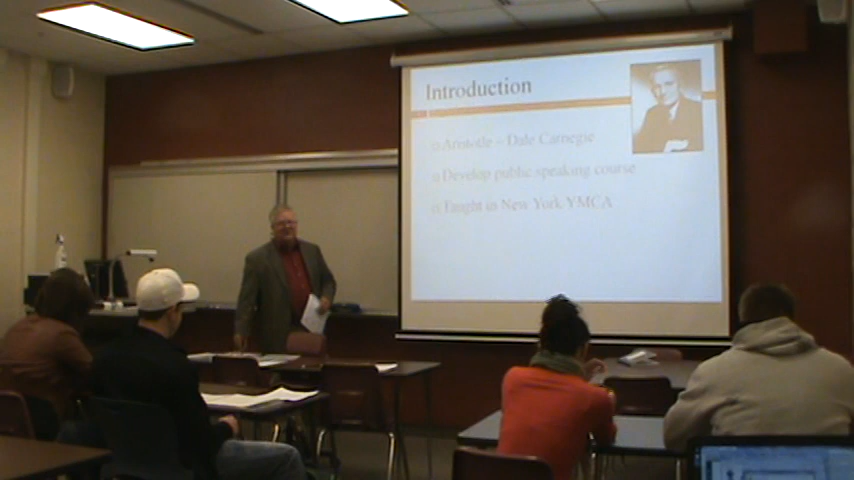 Introduction
Aristotle – Dale Carnegie
Develop public speaking course
Taught in New York YMCA